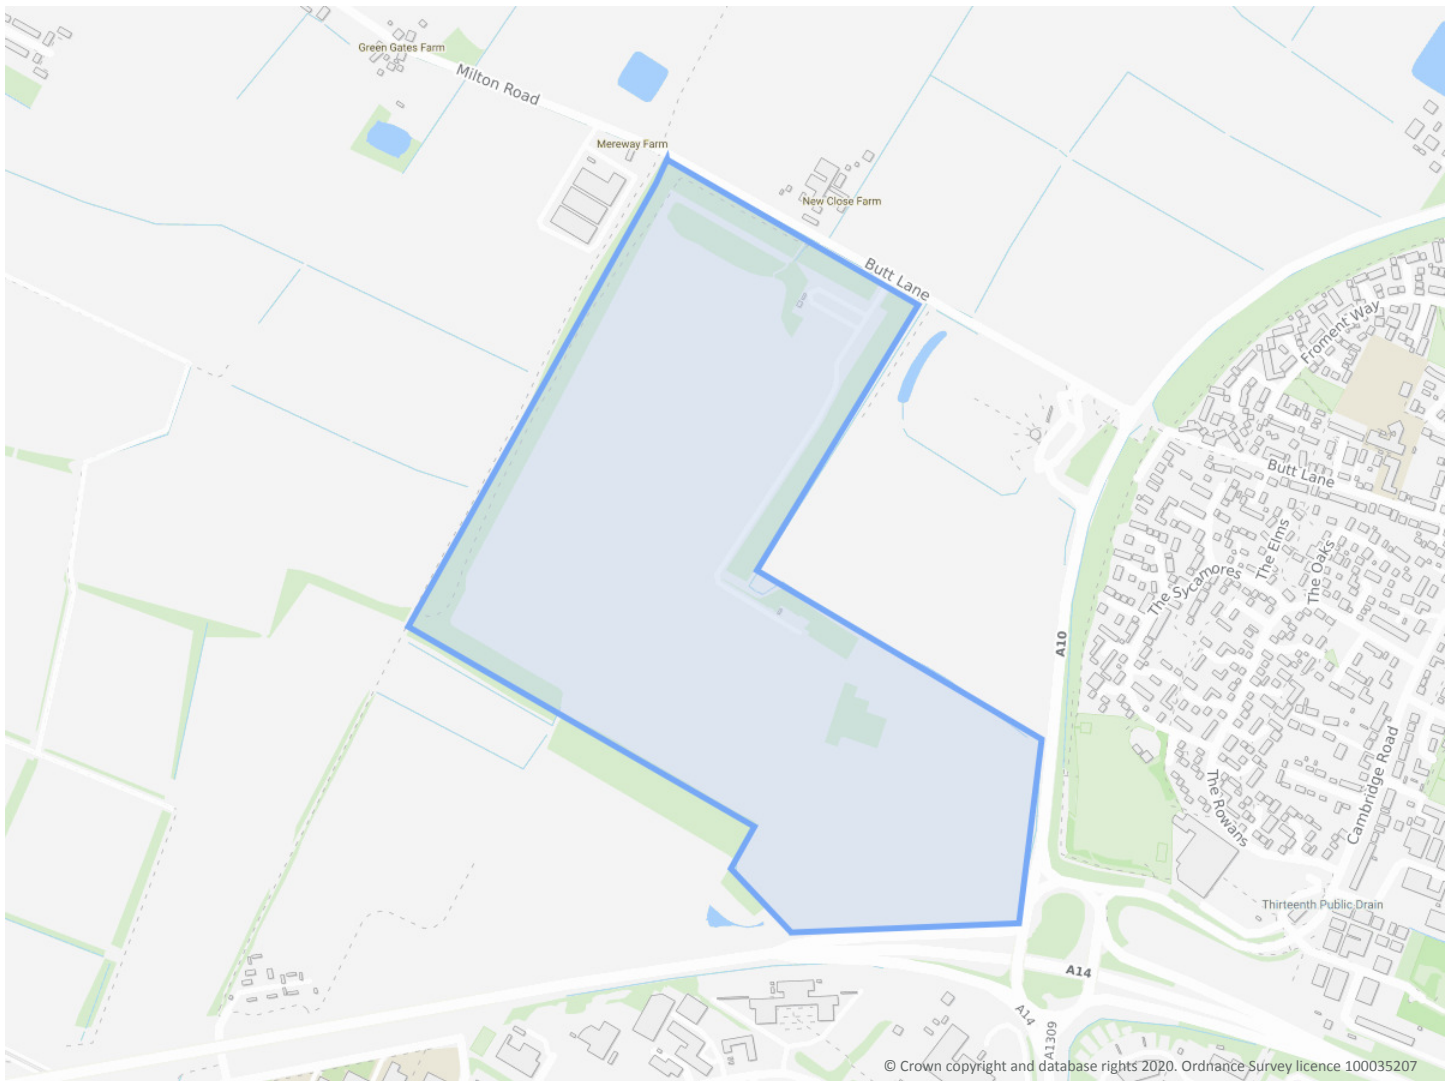 Green Gates Farm
Milton Road
Mereway Farm
New Close Farm
Butt Lane
Froment Way
Butt Lane
The Elms
The Oaks
The Sycamores
A10
Cambridge Road
The Rowans
Thirteenth Public Drain
A14
A14
A1309
© Crown copyright and database rights 2020. Ordnance Survey licence 100035207